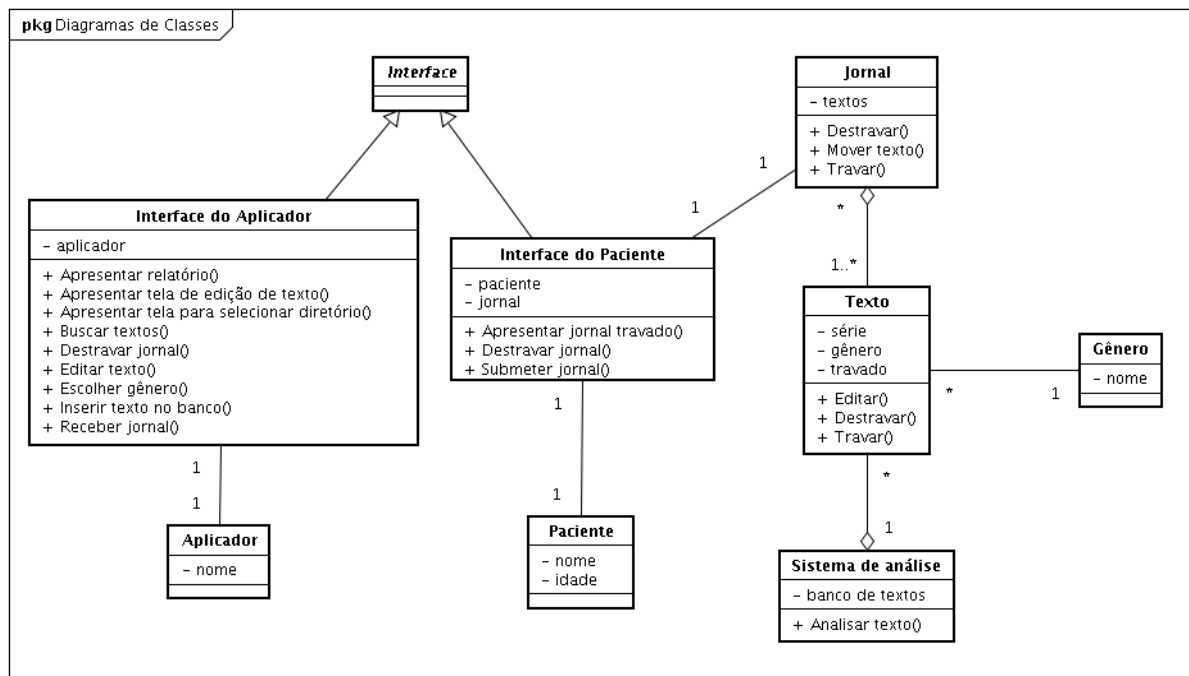 pkg Diagramas de Classes
Interface
Jornal
– textos
+ Destravar()
+ Mover texto()
+ Travar()
1
1
*
1..*
Interface do Aplicador
– aplicador
+ Apresentar relatório()
+ Apresentar tela de edição de texto()
+ Apresentar tela para selecionar diretório()
+ Buscar textos()
+ Destravar jornal()
+ Editar texto()
+ Escolher gênero()
+ Inserir texto no banco()
+ Receber jornal()
Interface do Paciente
– paciente
– jornal
+ Apresentar jornal travado()
+ Destravar jornal()
+ Submeter jornal()
Texto
– série
– gênero
– travado
+ Editar()
+ Destravar()
+ Travar()
*
1
Gênero
– nome
1
1
1
1
*
1
Aplicador
– nome
Paciente
– nome
– idade
Sistema de análise
– banco de textos
+ Analisar texto()